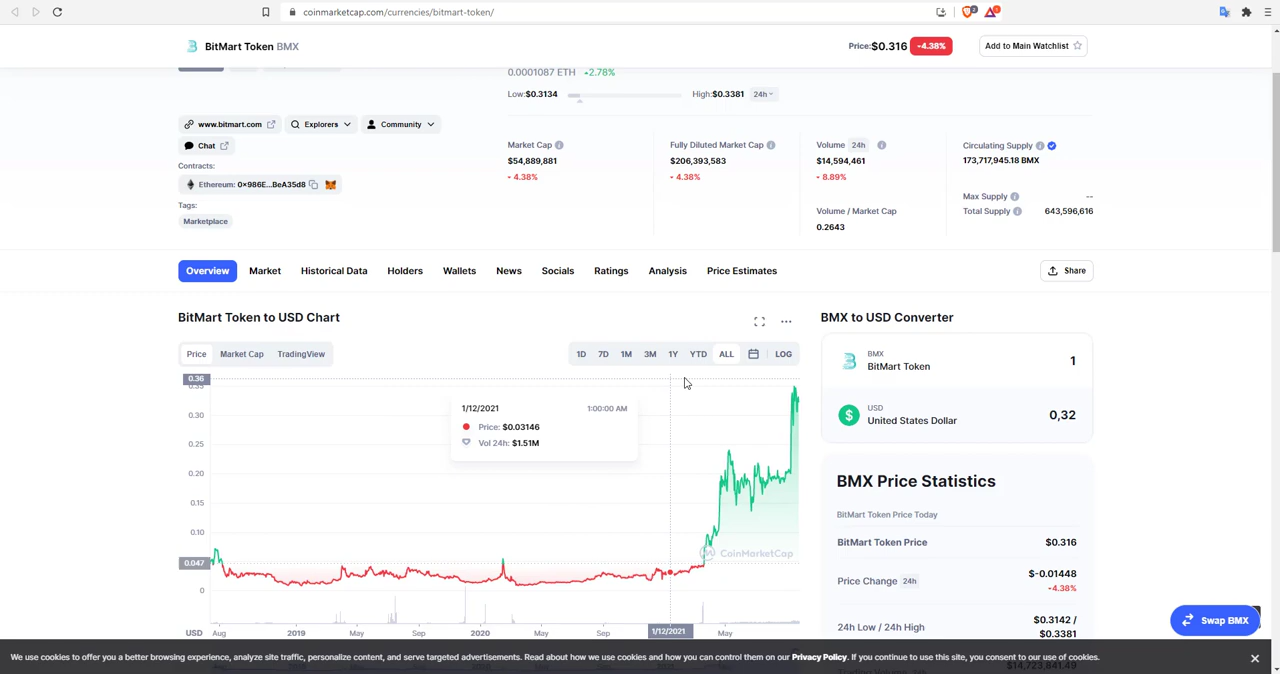 coinmarketcap.com/currencies/bitmart-token/
BitMart Token BMX
Price: $0.316 -4.38%
Add to Main Watchlist
0.0001087 ETH 2.78%
Low: $0.3134 High: $0.3381 24h
www.bitmart.com Explorers Community
Chat
Contracts:
Ethereum: 0x986E...BeA35d8
Tags:
Marketplace
Market Cap
$54,889,881
4.38%
Fully Diluted Market Cap
$206,393,583
4.38%
Volume 24h
$14,594,461
8.89%
Volume / Market Cap
0.2643
Circulating Supply
173,717,945.18 BMX
Max Supply --
Total Supply 643,596,616
Overview Market Historical Data Holders Wallets News Socials Ratings Analysis Price Estimates Share
BitMart Token to USD Chart
Price Market Cap TradingView
1D 7D 1M 3M 1Y YTD ALL LOG
0.36
0.35
0.30
0.25
0.20
0.15
0.10
0.047
0
1/12/2021 1:00:00 AM
Price: $0.03146
Vol 24h: $1.51M
CoinMarketCap
USD Aug 2019 May Sep 2020 May Sep 1/12/2021 May
BMX to USD Converter
BMX
BitMart Token
1
USD
United States Dollar
0,32
BMX Price Statistics
BitMart Token Price Today
BitMart Token Price $0.316
Price Change 24h $-0.01448
4.38%
24h Low / 24h High $0.3142 /
$0.3381
Swap BMX
We use cookies to offer you a better browsing experience, analyze site traffic, personalize content, and serve targeted advertisements. Read about how we use cookies and how you can control them on our Privacy Policy. If you continue to use this site, you consent to our use of cookies.